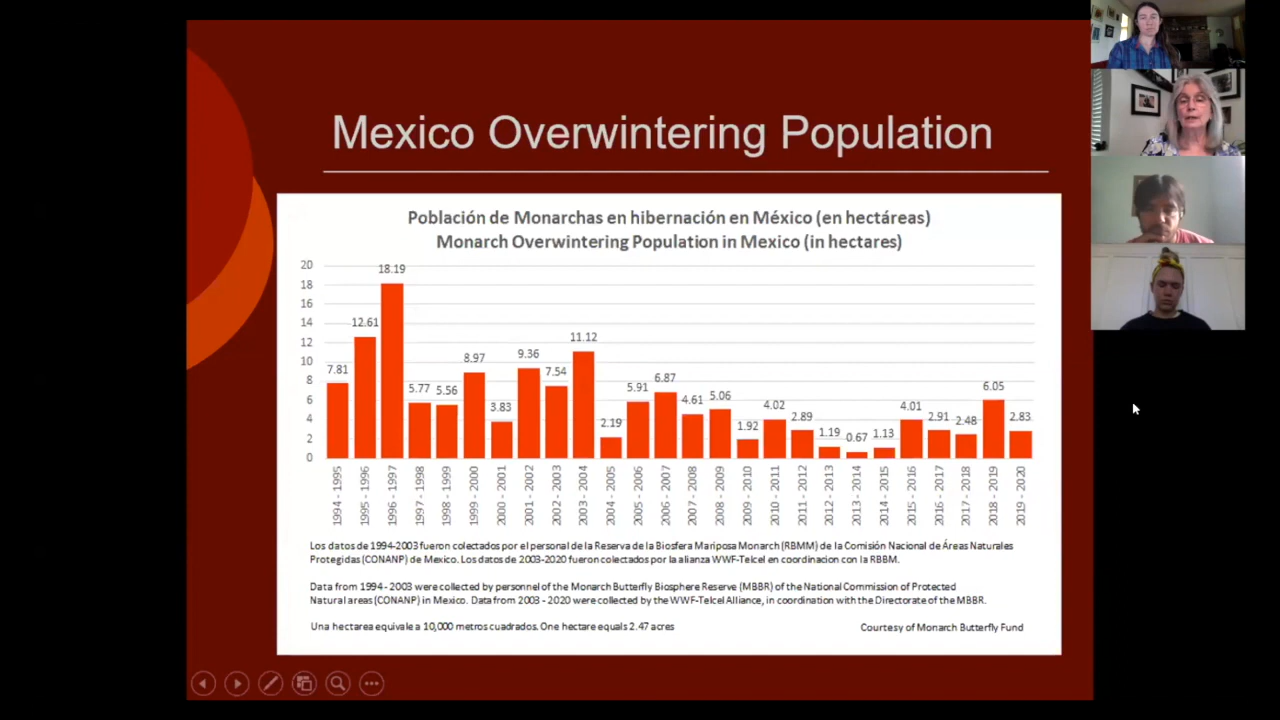 Mexico Overwintering Population
Población de Monarchas en hibernación en México (en hectáreas)
Monarch Overwintering Population in Mexico (in hectares)
20
18
16
14
12
10
8
6
4
2
0
7.81
12.61
18.19
5.77
5.56
8.97
3.83
9.36
7.54
11.12
2.19
5.91
6.87
4.61
5.06
1.92
4.02
2.89
1.19
0.67
1.13
4.01
2.91
2.48
6.05
2.83
1994 - 1995
1995 - 1996
1996 - 1997
1997 - 1998
1998 - 1999
1999 - 2000
2000 - 2001
2001 - 2002
2002 - 2003
2003 - 2004
2004 - 2005
2005 - 2006
2006 - 2007
2007 - 2008
2008 - 2009
2009 - 2010
2010 - 2011
2011 - 2012
2012 - 2013
2013 - 2014
2014 - 2015
2015 - 2016
2016 - 2017
2017 - 2018
2018 - 2019
2019 - 2020
Los datos de 1994-2003 fueron colectados por el personal de la Reserva de la Biosfera Mariposa Monarch (RBMM) de la Comisión Nacional de Áreas Naturales
Protegidas (CONANP) de Mexico. Los datos de 2003-2020 fueron colectados por la alianza WWF-Telcel en coordinacion con la RBBM.
Data from 1994 - 2003 were collected by personnel of the Monarch Butterfly Biosphere Reserve (MBBR) of the National Commission of Protected
Natural areas (CONANP) in Mexico. Data from 2003 - 2020 were collected by the WWF-Telcel Alliance, in coordination with the Directorate of the MBBR.
Una hectarea equivale a 10,000 metros cuadrados. One hectare equals 2.47 acres
Courtesy of Monarch Butterfly Fund